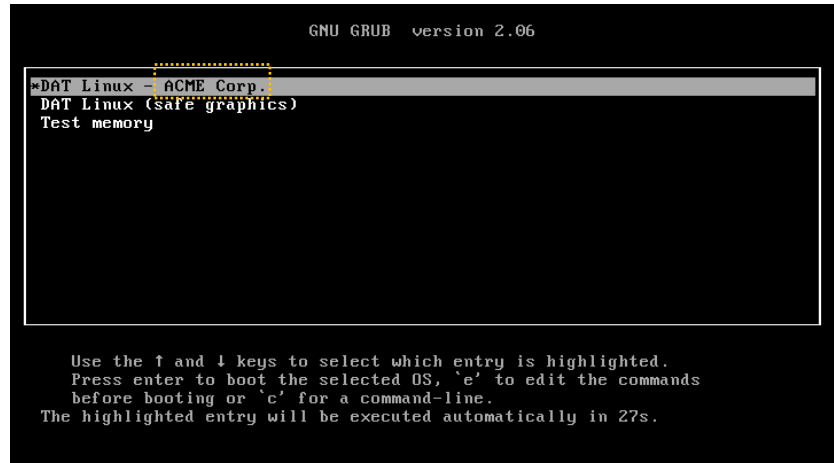 GNU GRUB  version 2.06
*DAT Linux - ACME Corp.
DAT Linux (safe graphics)
Test memory
Use the ↑ and ↓ keys to select which entry is highlighted.
Press enter to boot the selected OS, `e' to edit the commands
before booting or `c' for a command-line.
The highlighted entry will be executed automatically in 27s.